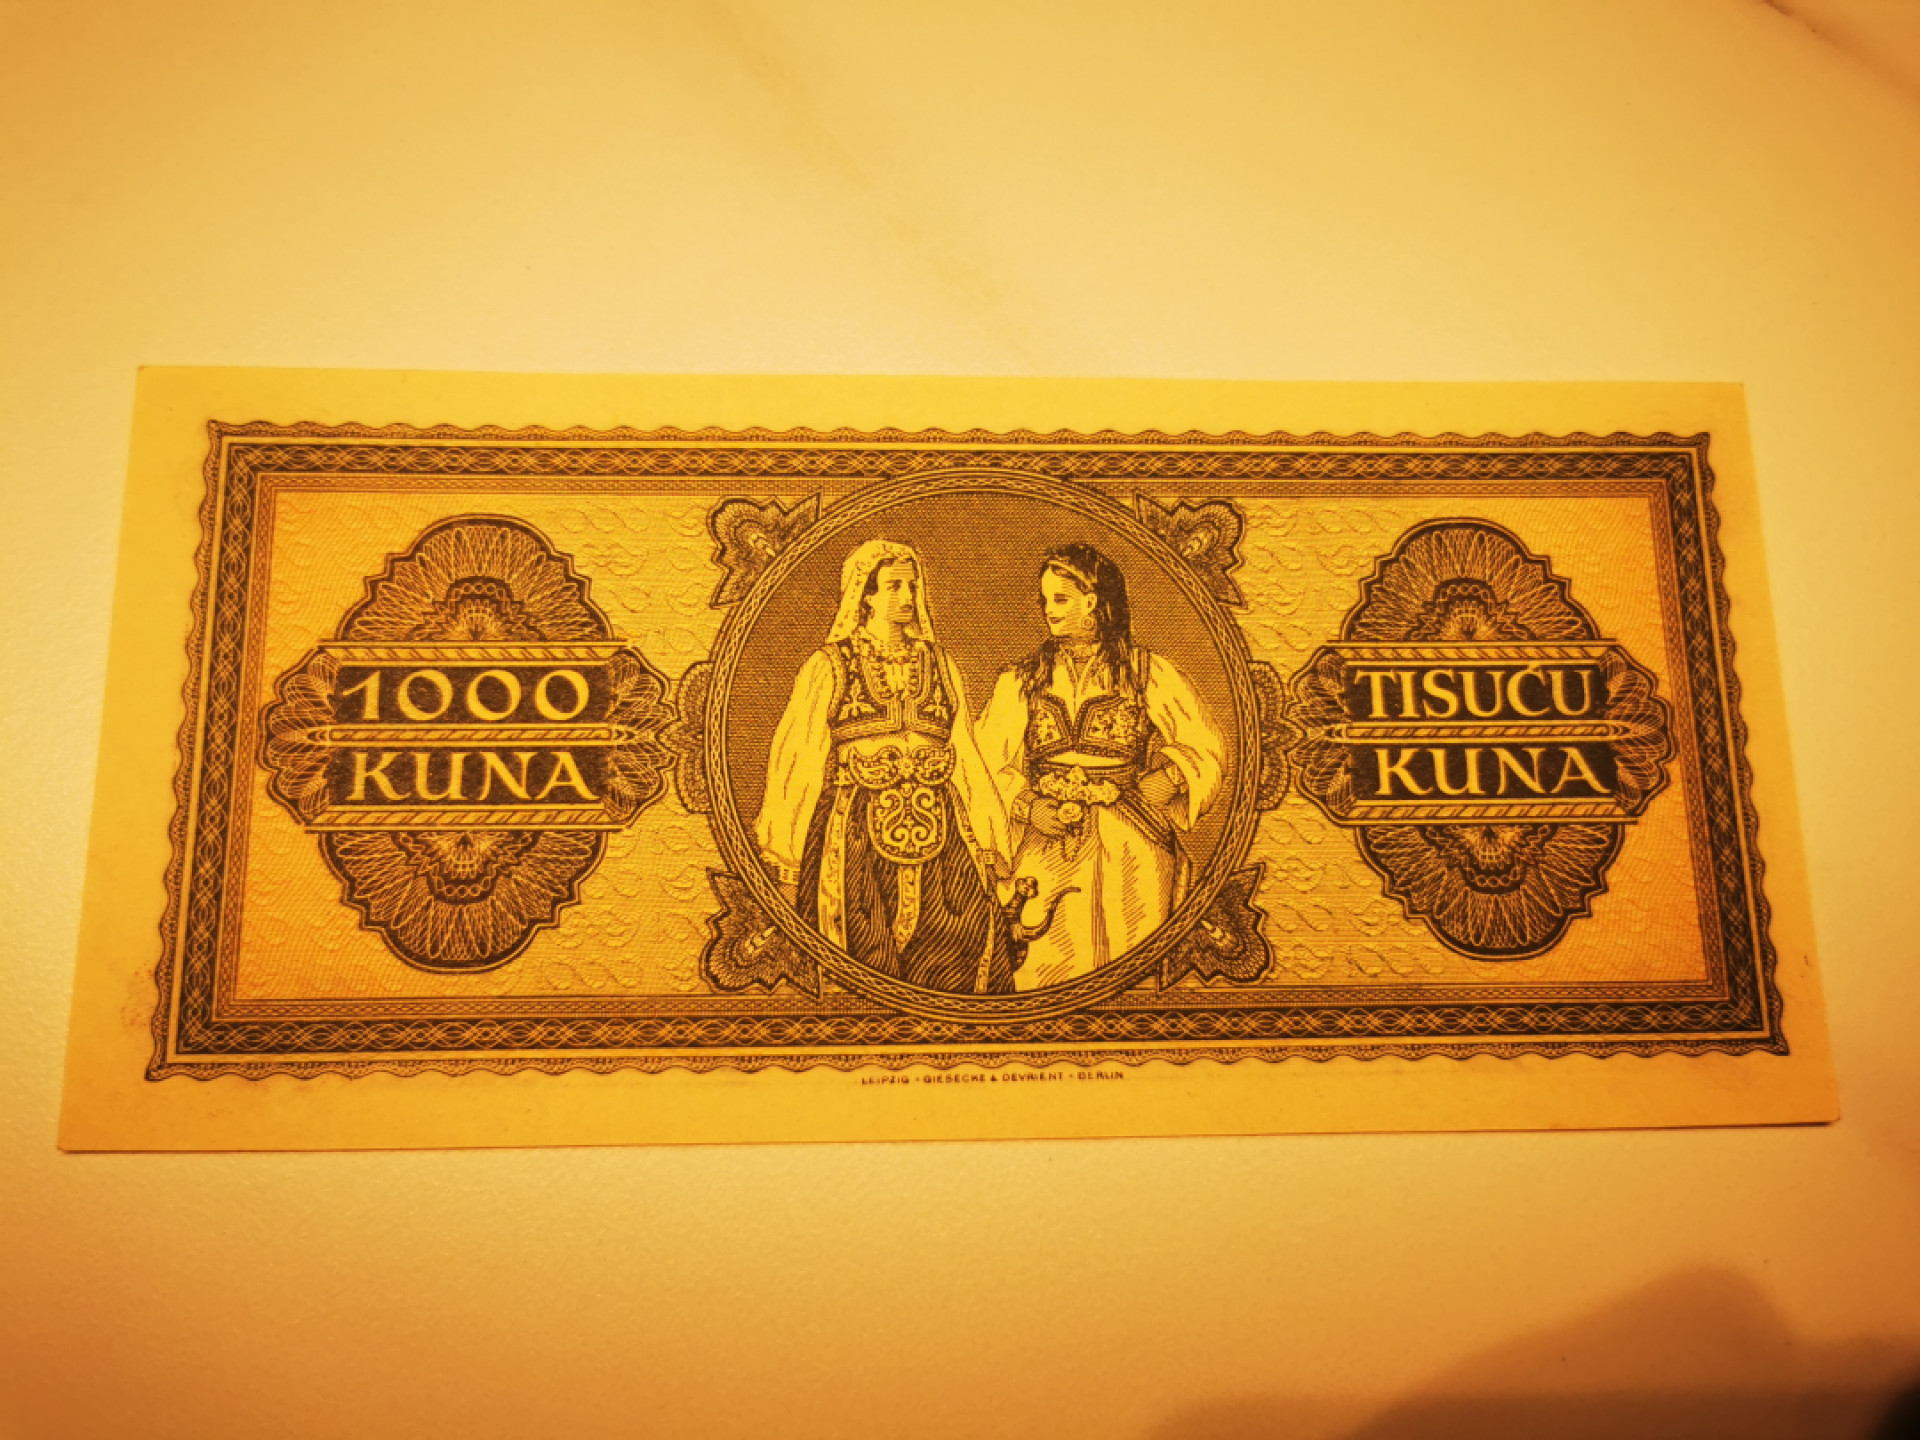 1000
KUNA
TISUĆU
KUNA
LEIPZIG • GIESECKE & DEVRIENT • BERLIN